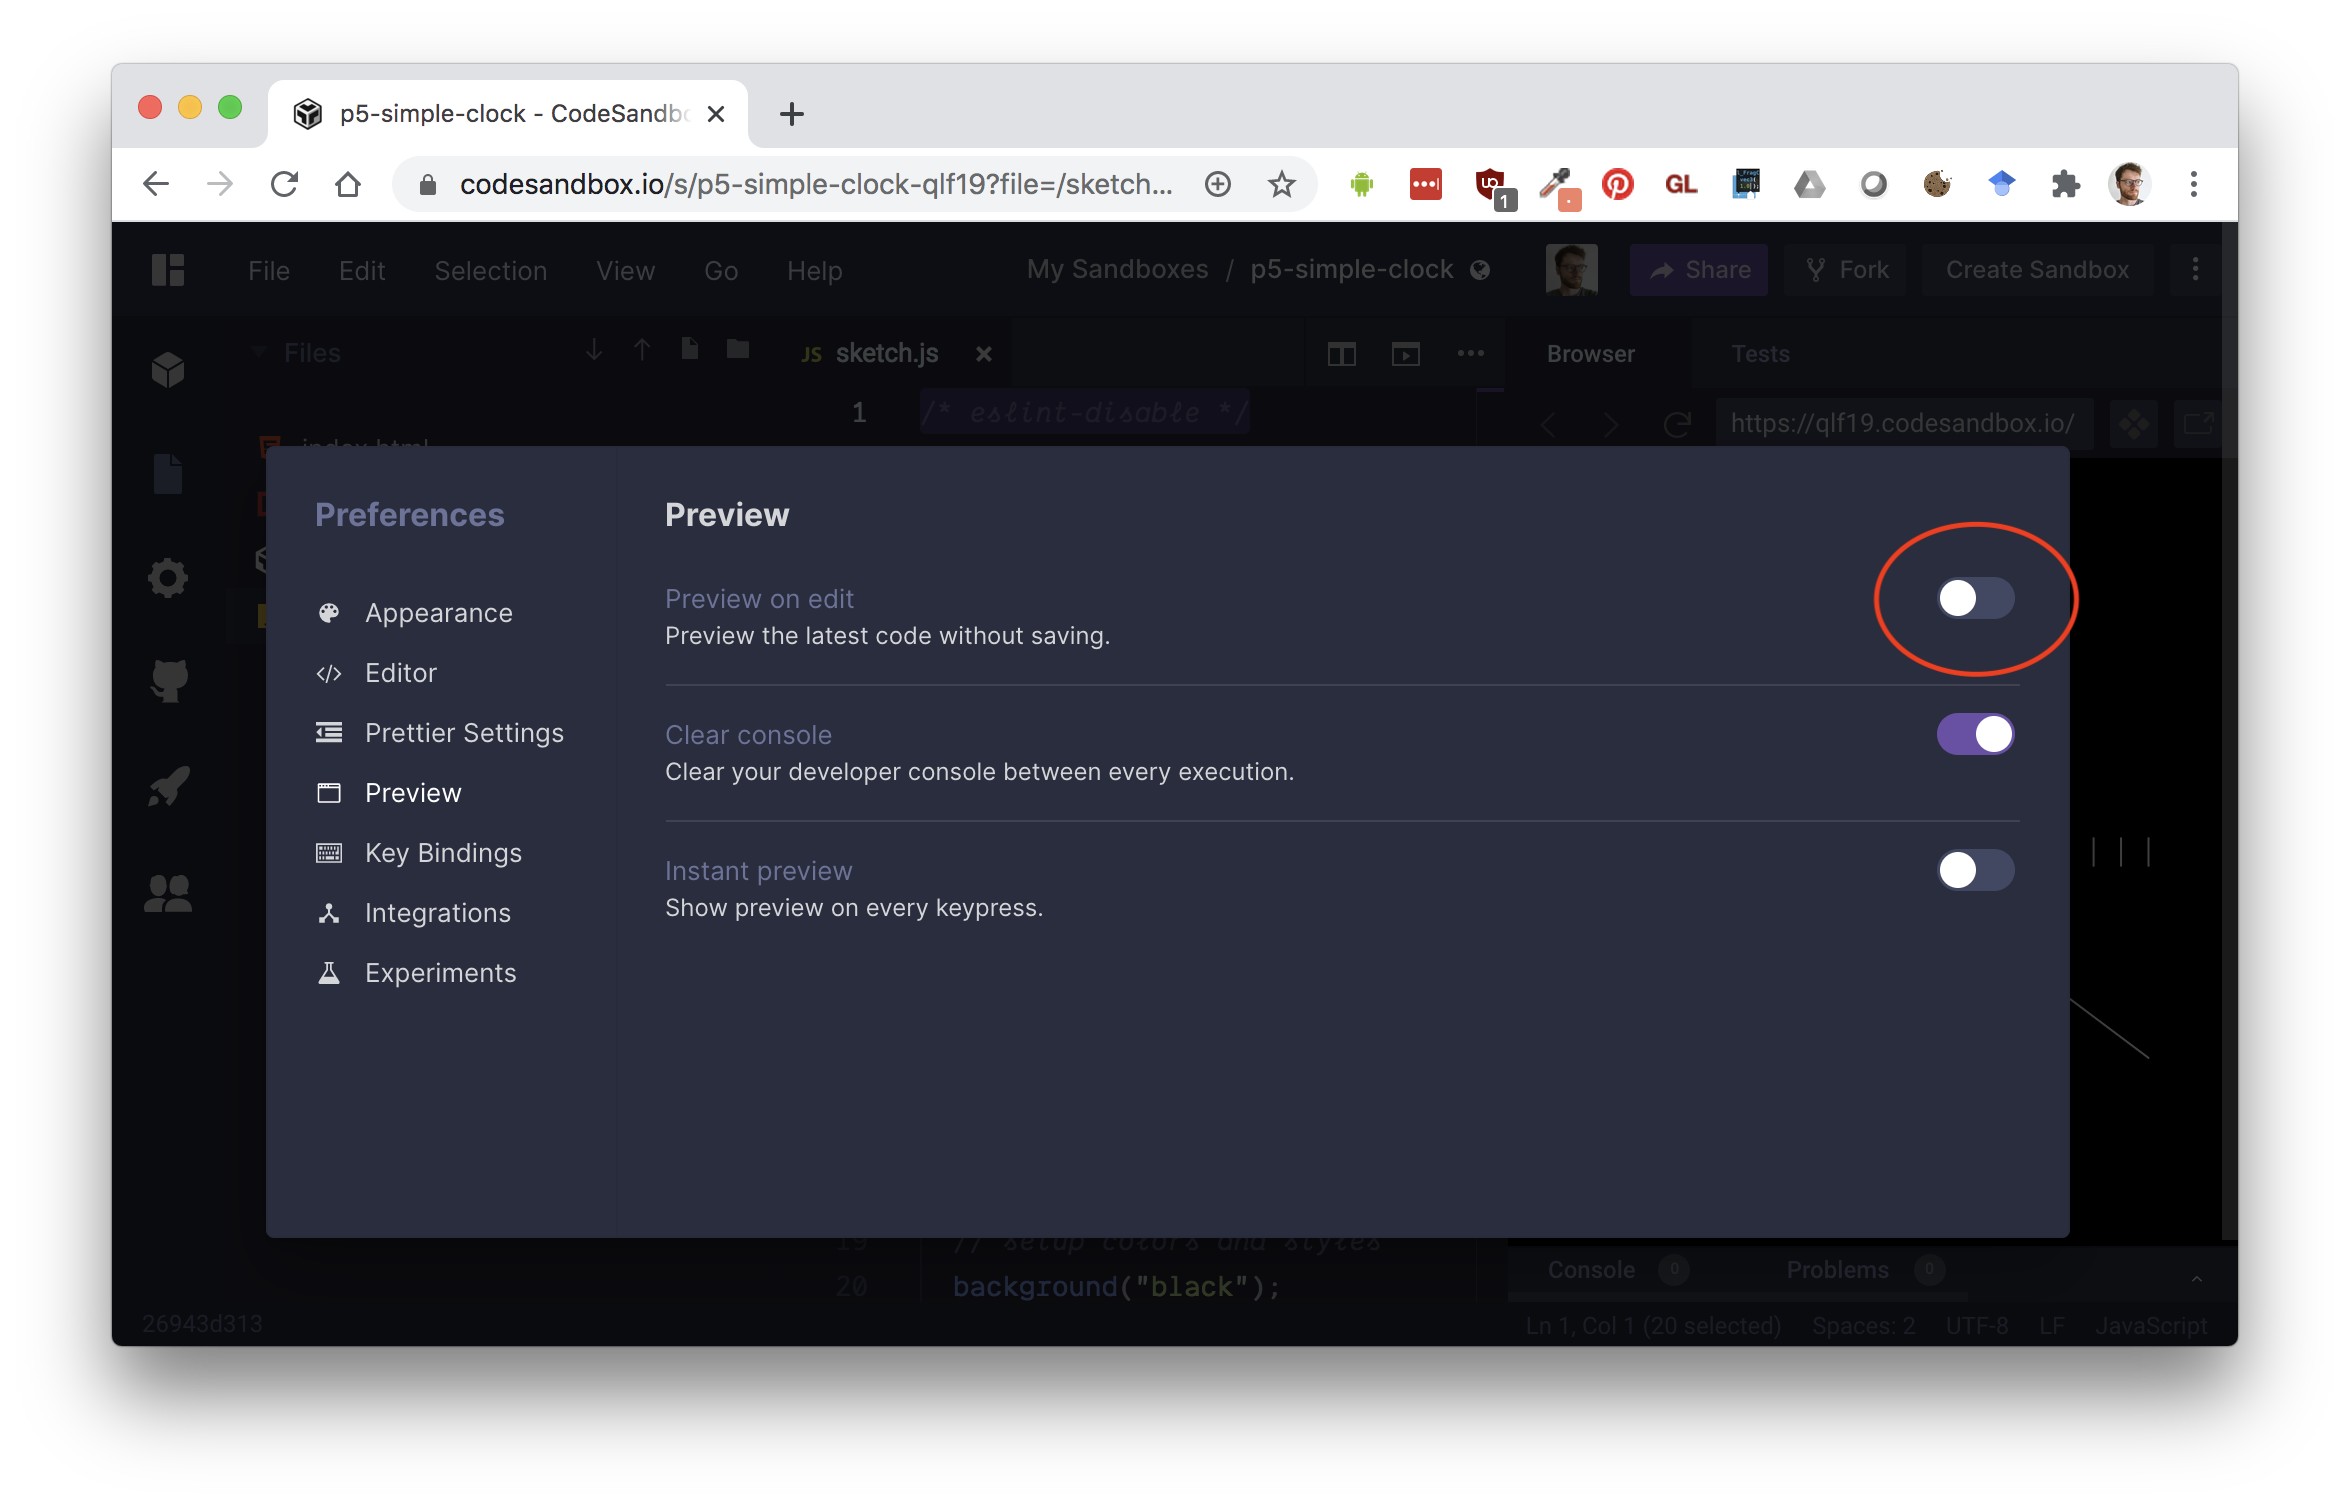 p5-simple-clock - CodeSandbo
codesandbox.io/s/p5-simple-clock-qlf19?file=/sketch...
UO
1
GL
File Edit Selection View Go Help
My Sandboxes / p5-simple-clock
Share Fork Create Sandbox
Files
JS sketch.js
Browser Tests
1 /* eslint-disable */
https://qlf19.codesandbox.io/
index.html
Preferences
Appearance
Editor
Prettier Settings
Preview
Key Bindings
Integrations
Experiments
Preview
Preview on edit
Preview the latest code without saving.
Clear console
Clear your developer console between every execution.
Instant preview
Show preview on every keypress.
19 // setup colors and styles
20 background("black");
Console 0 Problems 0
26943d313
Ln 1, Col 1 (20 selected) Spaces: 2 UTF-8 LF JavaScript